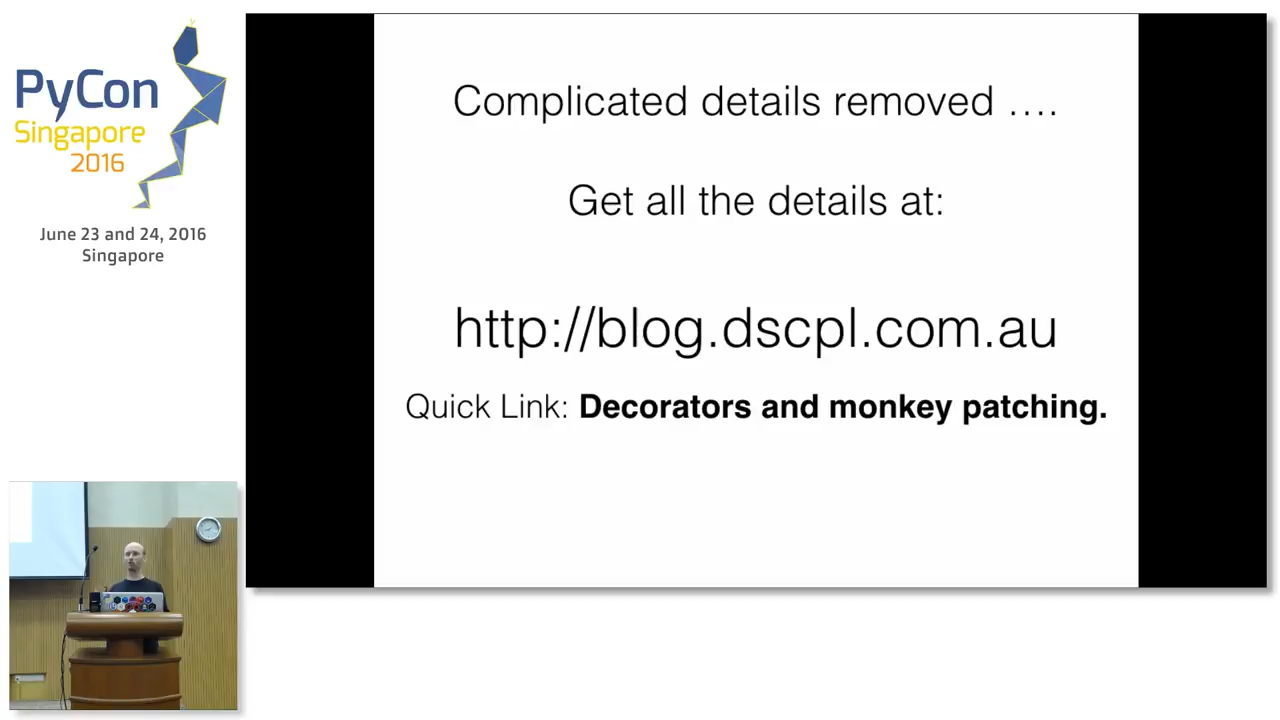 PyCon
Singapore
2016
June 23 and 24, 2016
Singapore
Complicated details removed ….
Get all the details at:
http://blog.dscpl.com.au
Quick Link: Decorators and monkey patching.